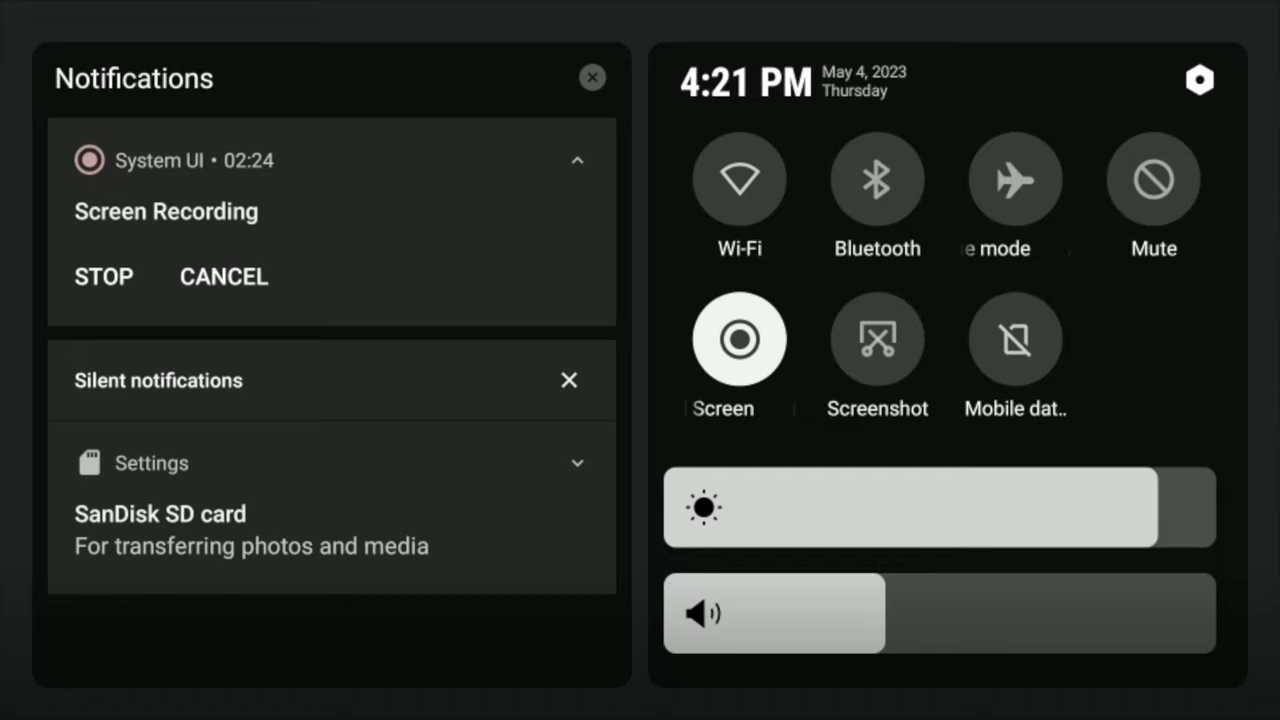 Notifications
System UI • 02:24
Screen Recording
STOP CANCEL
Silent notifications
Settings
SanDisk SD card
For transferring photos and media
4:21 PM
May 4, 2023
Thursday
Wi-Fi
Bluetooth
e mode
Mute
Screen
Screenshot
Mobile dat..